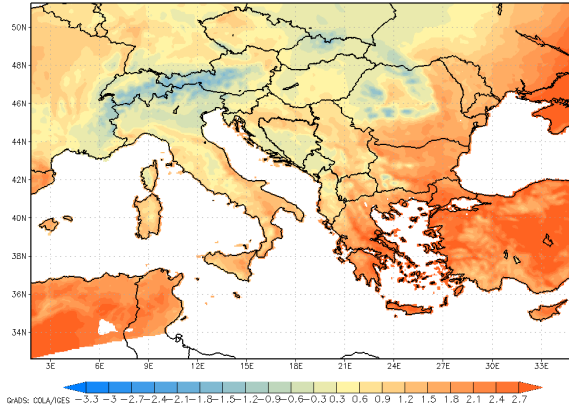 50N
48N
46N
44N
42N
40N
38N
36N
34N
3E 6E 9E 12E 15E 18E 21E 24E 27E 30E 33E
GrADS: COLA/IGES -3.3 -3 -2.7 -2.4 -2.1 -1.8 -1.5 -1.2 -0.9 -0.6 -0.3 0.3 0.6 0.9 1.2 1.5 1.8 2.1 2.4 2.7